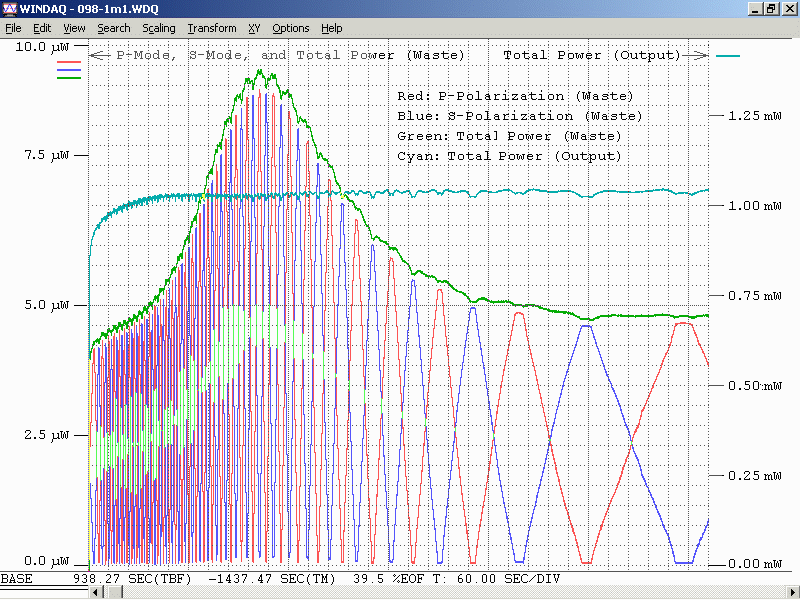 WINDAQ - 098-1m1.WDQ
File Edit View Search Scaling Transform XY Options Help
10.0 µW P-Mode, S-Mode, and Total Power (Waste) Total Power (Output)
Red: P-Polarization (Waste)
Blue: S-Polarization (Waste)
1.25 mW
Green: Total Power (Waste)
7.5 µW
Cyan: Total Power (Output)
1.00 mW
5.0 µW
0.75 mW
0.50 mW
2.5 µW
0.25 mW
0.0 µW
0.00 mW
BASE 938.27 SEC(TBF) -1437.47 SEC(TM) 39.5 %EOF T: 60.00 SEC/DIV